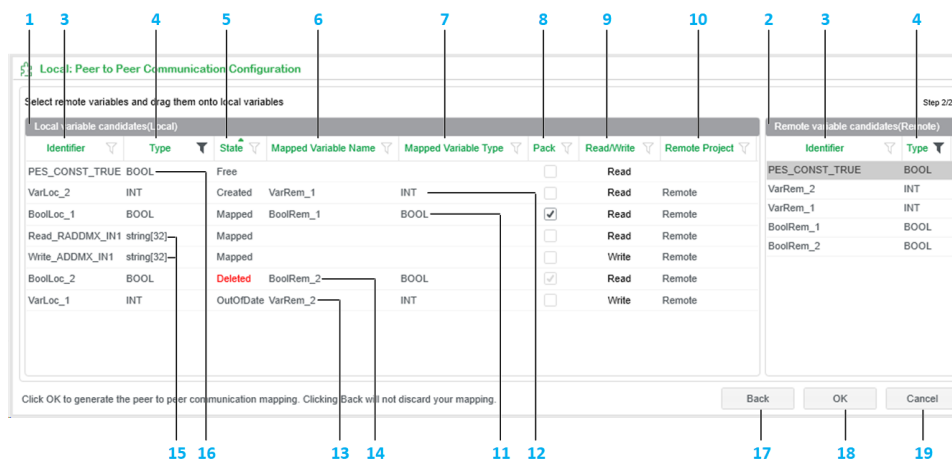 1 3 4 5 6 7 8 9 10 2 3 4
Local: Peer to Peer Communication Configuration
Select remote variables and drag them onto local variables Step 2/2
Local variable candidates(Local) Remote variable candidates(Remote)
Identifier Type State Mapped Variable Name Mapped Variable Type Pack Read/Write Remote Project Identifier Type
PES_CONST_TRUE BOOL Free Read PES_CONST_TRUE BOOL
VarLoc_2 INT Created VarRem_1 INT Read Remote VarRem_2 INT
BoolLoc_1 BOOL Mapped BoolRem_1 BOOL Read Remote VarRem_1 INT
Read_RADDMX_IN1 string[32] Mapped Read Remote BoolRem_1 BOOL
Write_ADDMX_IN1 string[32] Mapped Write Remote BoolRem_2 BOOL
BoolLoc_2 BOOL Deleted BoolRem_2 BOOL Read Remote
VarLoc_1 INT OutOfDate VarRem_2 INT Write Remote
Click OK to generate the peer to peer communication mapping. Clicking Back will not discard your mapping. Back OK Cancel
15 16 13 14 11 12 17 18 19